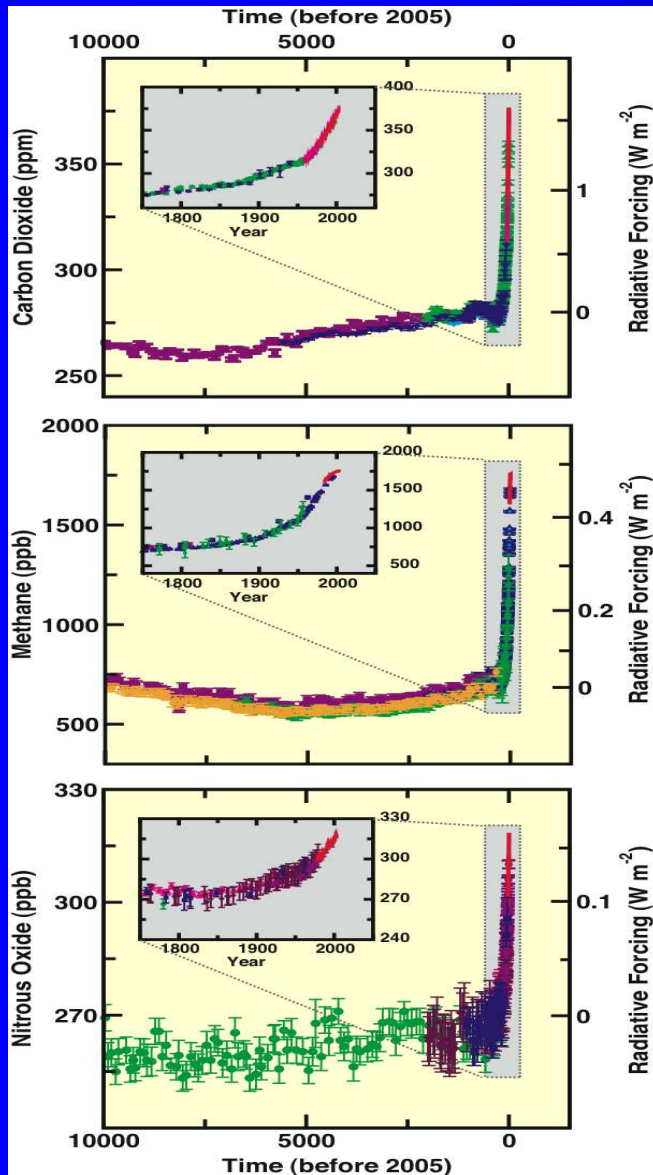 Time (before 2005)
10000 5000 0
Carbon Dioxide (ppm)
350
300
250
400
350
300
1800 1900 2000
Year
1
0
Radiative Forcing (W m⁻²)
Methane (ppb)
2000
1500
1000
500
2000
1500
1000
500
1800 1900 2000
Year
0.4
0.2
0
Radiative Forcing (W m⁻²)
Nitrous Oxide (ppb)
330
300
270
330
300
270
240
1800 1900 2000
Year
0.1
0
Radiative Forcing (W m⁻²)
10000 5000 0
Time (before 2005)